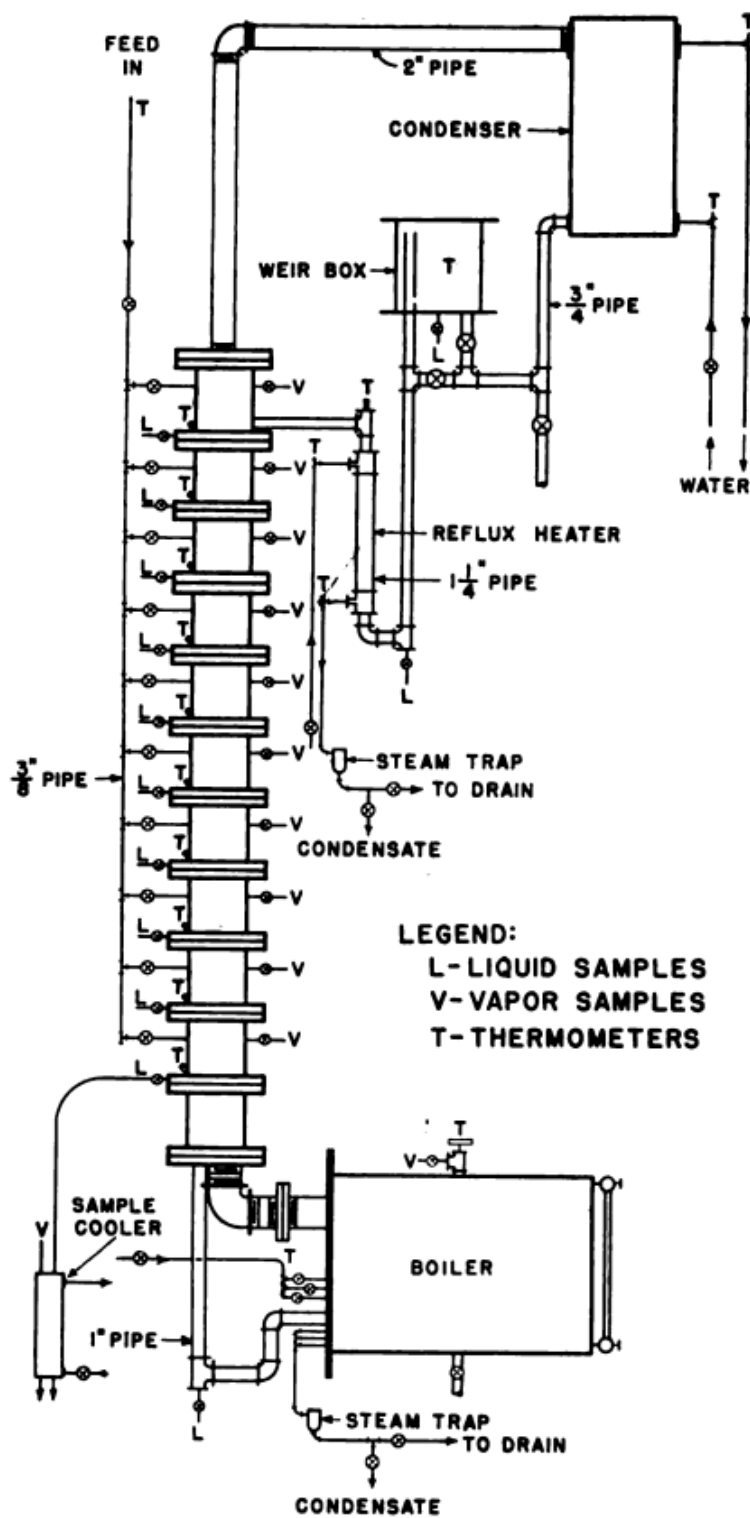 FEED
IN
T
2" PIPE
T
CONDENSER
T
WEIR BOX
T
3/4" PIPE
L
V
T
T
L
V
T
WATER
T
L
V
REFLUX HEATER
T
L
V
1 1/4" PIPE
T
T
L
V
T
L
V
L
T
L
V
STEAM TRAP
3/8" PIPE
TO DRAIN
T
L
V
CONDENSATE
T
L
V
T
L
V
T
L
V
T
L
LEGEND:
L-LIQUID SAMPLES
V-VAPOR SAMPLES
T-THERMOMETERS
T
V
SAMPLE
COOLER
V
T
BOILER
1" PIPE
L
STEAM TRAP
TO DRAIN
CONDENSATE